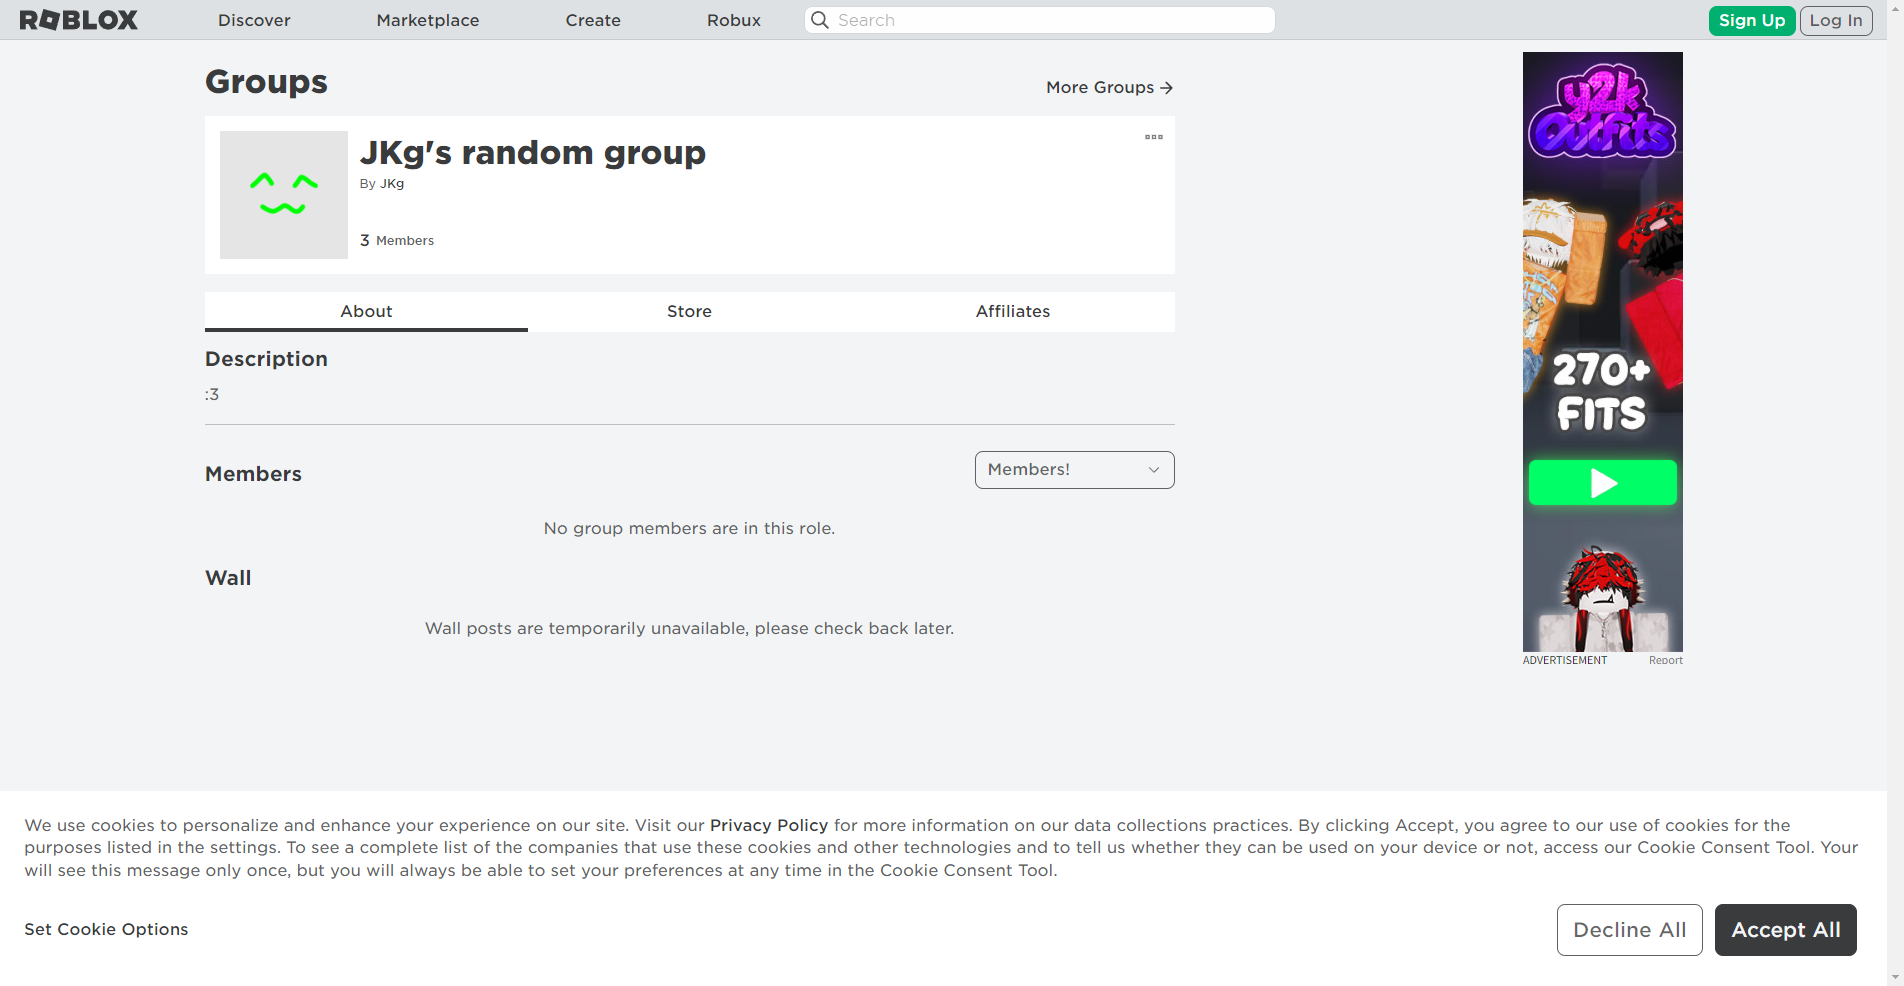 ROBLOX Discover Marketplace Create Robux Search Sign Up Log In
Groups
More Groups
JKg's random group
By JKg
3 Members
About Store Affiliates
Description
:3
Members
Members!
No group members are in this role.
Wall
Wall posts are temporarily unavailable, please check back later.
y2k
Outfits
270+
FITS
ADVERTISEMENT Report
We use cookies to personalize and enhance your experience on our site. Visit our Privacy Policy for more information on our data collections practices. By clicking Accept, you agree to our use of cookies for the
purposes listed in the settings. To see a complete list of the companies that use these cookies and other technologies and to tell us whether they can be used on your device or not, access our Cookie Consent Tool. Your
will see this message only once, but you will always be able to set your preferences at any time in the Cookie Consent Tool.
Set Cookie Options
Decline All
Accept All